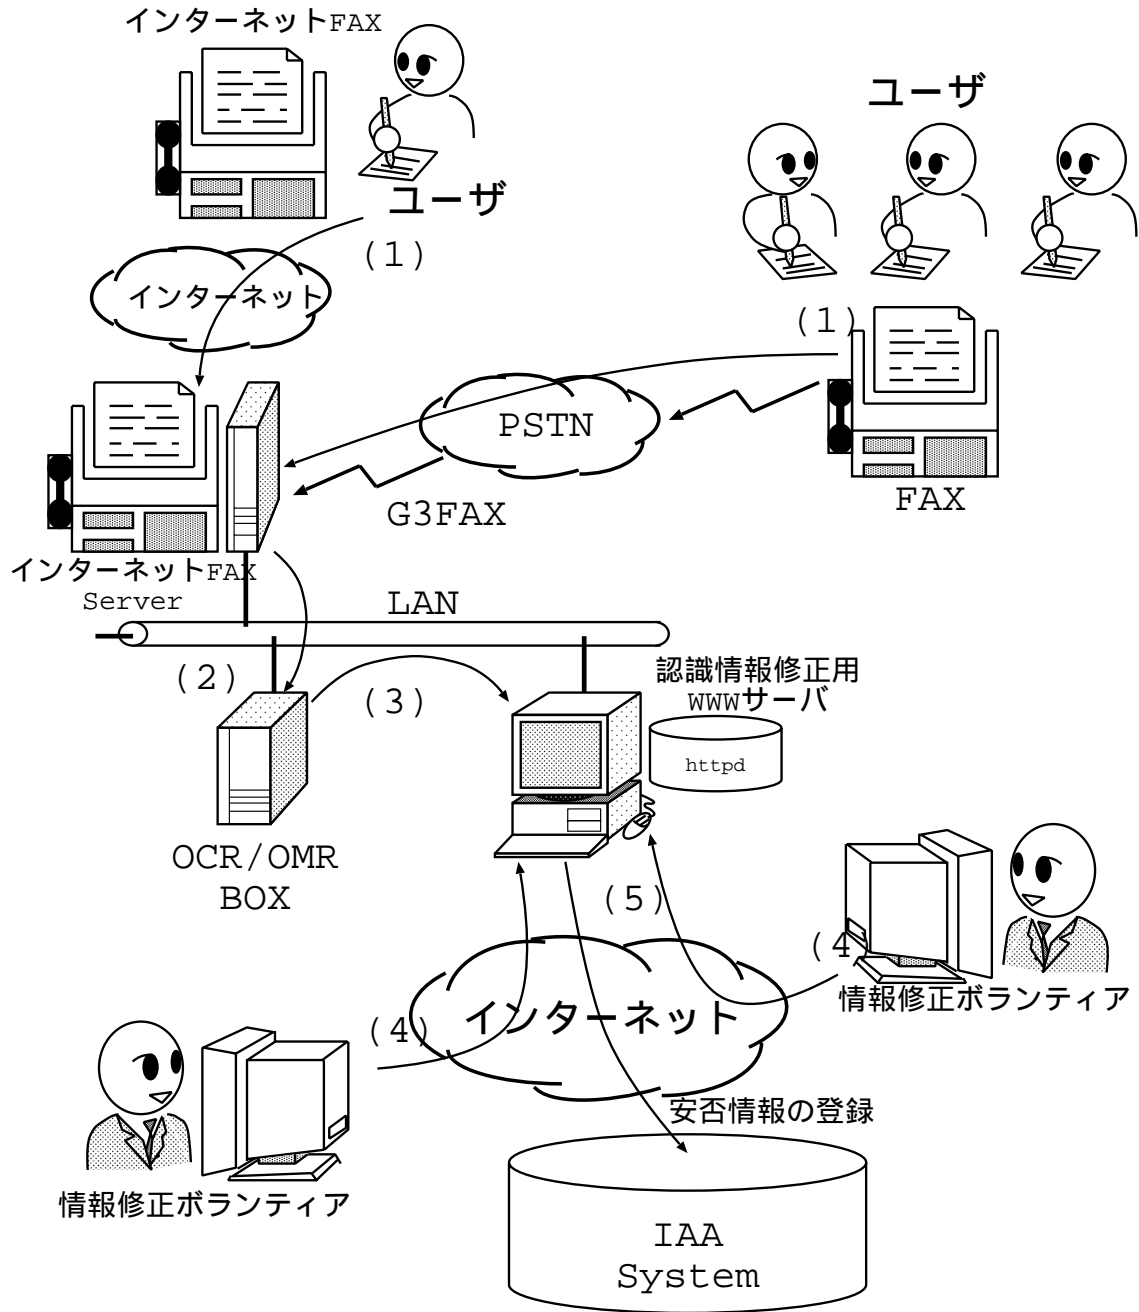 インターネットFAX
ユーザ
ユーザ
(1)
インターネット
(1)
PSTN
G3FAX
FAX
インターネットFAX
Server
LAN
(2)
(3)
認識情報修正用
WWWサーバ
httpd
OCR/OMR
BOX
(5)
(4)
情報修正ボランティア
インターネット
(4)
安否情報の登録
情報修正ボランティア
IAA
System